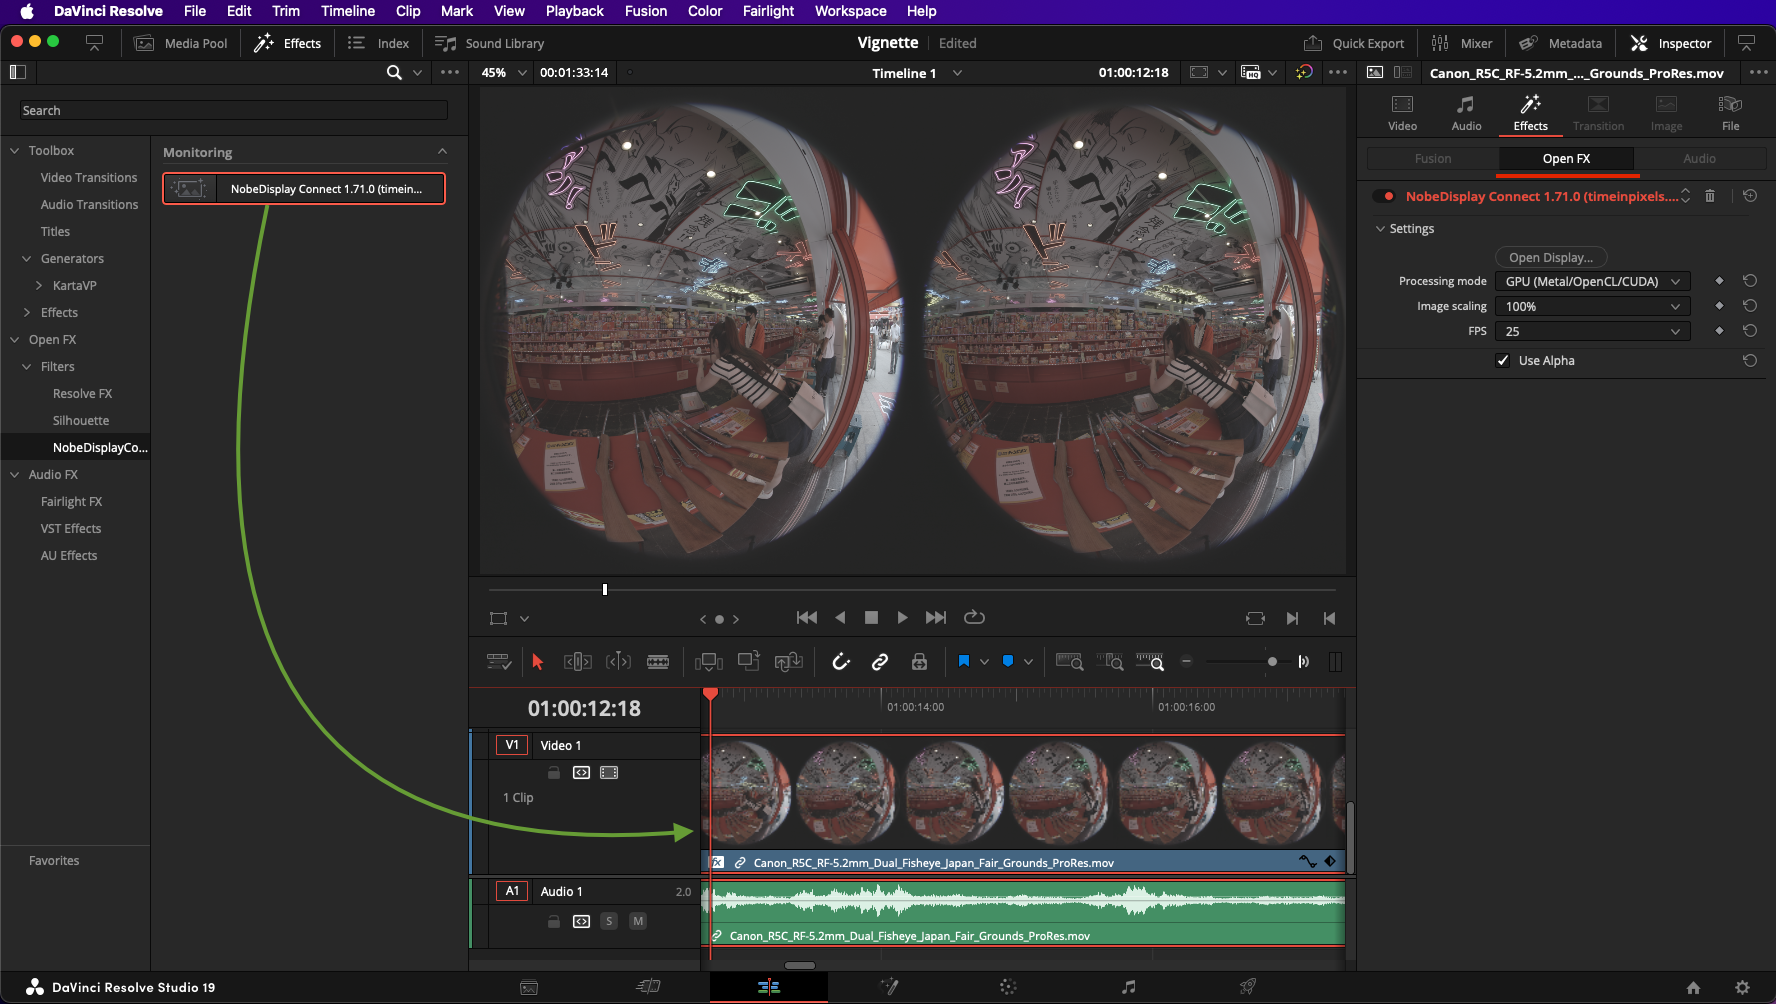 DaVinci Resolve File Edit Trim Timeline Clip Mark View Playback Fusion Color Fairlight Workspace Help
Media Pool Effects Index Sound Library
Vignette Edited
Quick Export Mixer Metadata Inspector
45% 00:01:33:14 Timeline 1 01:00:12:18
HQ
Canon_R5C_RF-5.2mm_..._Grounds_ProRes.mov
Search
Toolbox
Video Transitions
Audio Transitions
Titles
Generators
KartaVP
Effects
Open FX
Filters
Resolve FX
Silhouette
NobeDisplayCo...
Audio FX
Fairlight FX
VST Effects
AU Effects
Favorites
Monitoring
NobeDisplay Connect 1.71.0 (timein...
Video Audio Effects Transition Image File
Fusion Open FX Audio
NobeDisplay Connect 1.71.0 (timeinpixels....
Settings
Open Display...
Processing mode GPU (Metal/OpenCL/CUDA)
Image scaling 100%
FPS 25
Use Alpha
01:00:12:18
01:00:14:00 01:00:16:00
V1 Video 1
1 Clip
fx Canon_R5C_RF-5.2mm_Dual_Fisheye_Japan_Fair_Grounds_ProRes.mov
A1 Audio 1 2.0
S M
Canon_R5C_RF-5.2mm_Dual_Fisheye_Japan_Fair_Grounds_ProRes.mov
DaVinci Resolve Studio 19